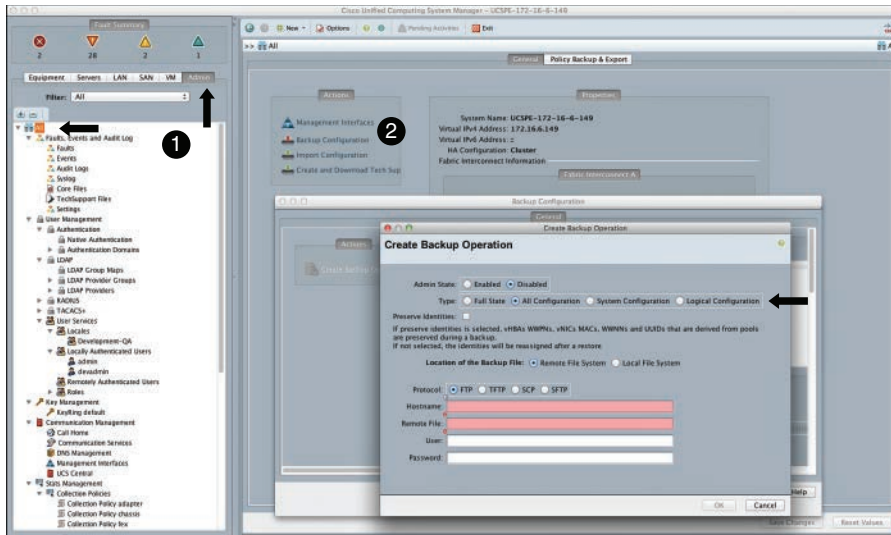 Cisco Unified Computing System Manager - UCSPE-172-16-6-149
Fault Summary
2 28 2 1
Equipment Servers LAN SAN VM Admin
Filter: All
All
Faults, Events and Audit Log
Faults
Events
Audit Logs
Syslog
Core Files
TechSupport Files
Settings
User Management
Authentication
Native Authentication
Authentication Domains
LDAP
LDAP Group Maps
LDAP Provider Groups
LDAP Providers
RADIUS
TACACS+
User Services
Locales
Development-QA
Locally Authenticated Users
admin
devadmin
Remotely Authenticated Users
Roles
Key Management
KeyRing default
Communication Management
Call Home
Communication Services
DNS Management
Management Interfaces
UCS Central
Stats Management
Collection Policies
Collection Policy adapter
Collection Policy chassis
Collection Policy fex
1
New Options Pending Activities Exit
>> All
General Policy Backup & Export
Actions
Management Interfaces
Backup Configuration
Import Configuration
Create and Download Tech Sup
2
Properties
System Name: UCSPE-172-16-6-149
Virtual IPv4 Address: 172.16.6.149
Virtual IPv6 Address: ::
HA Configuration: Cluster
Fabric Interconnect Information
Fabric Interconnect A
Backup Configuration
General
Actions
Create Backup
Create Backup Operation
Create Backup Operation
Admin State: Enabled Disabled
Type: Full State All Configuration System Configuration Logical Configuration
Preserve Identities:
If preserve identities is selected, vHBAs WWPNs, vNICs MACs, WWNNs and UUIDs that are derived from pools
are preserved during a backup.
If not selected, the identities will be reassigned after a restore
Location of the Backup File: Remote File System Local File System
Protocol: FTP TFTP SCP SFTP
Hostname:
Remote File:
User:
Password:
OK Cancel
Help
Save Changes Reset Values